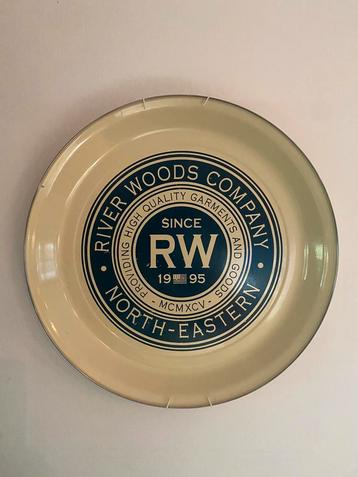 · RIVER WOODS COMPANY ·
NORTH-EASTERN
PROVIDING HIGH QUALITY GARMENTS AND GOODS
- MCMXCV -
SINCE
RW
19 95